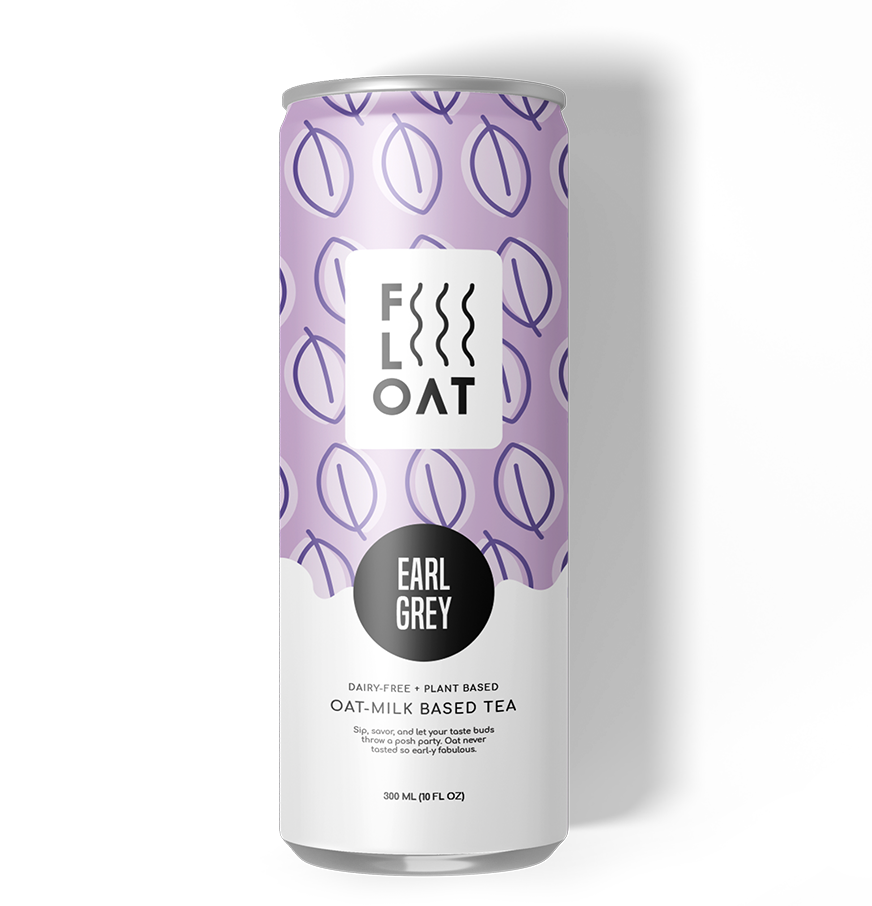 F
L
OAT
EARL
GREY
DAIRY-FREE + PLANT BASED
OAT-MILK BASED TEA
Sip, savor, and let your taste buds
throw a posh party. Oat never
tasted so earl-y fabulous.
300 ML (10 FL OZ)